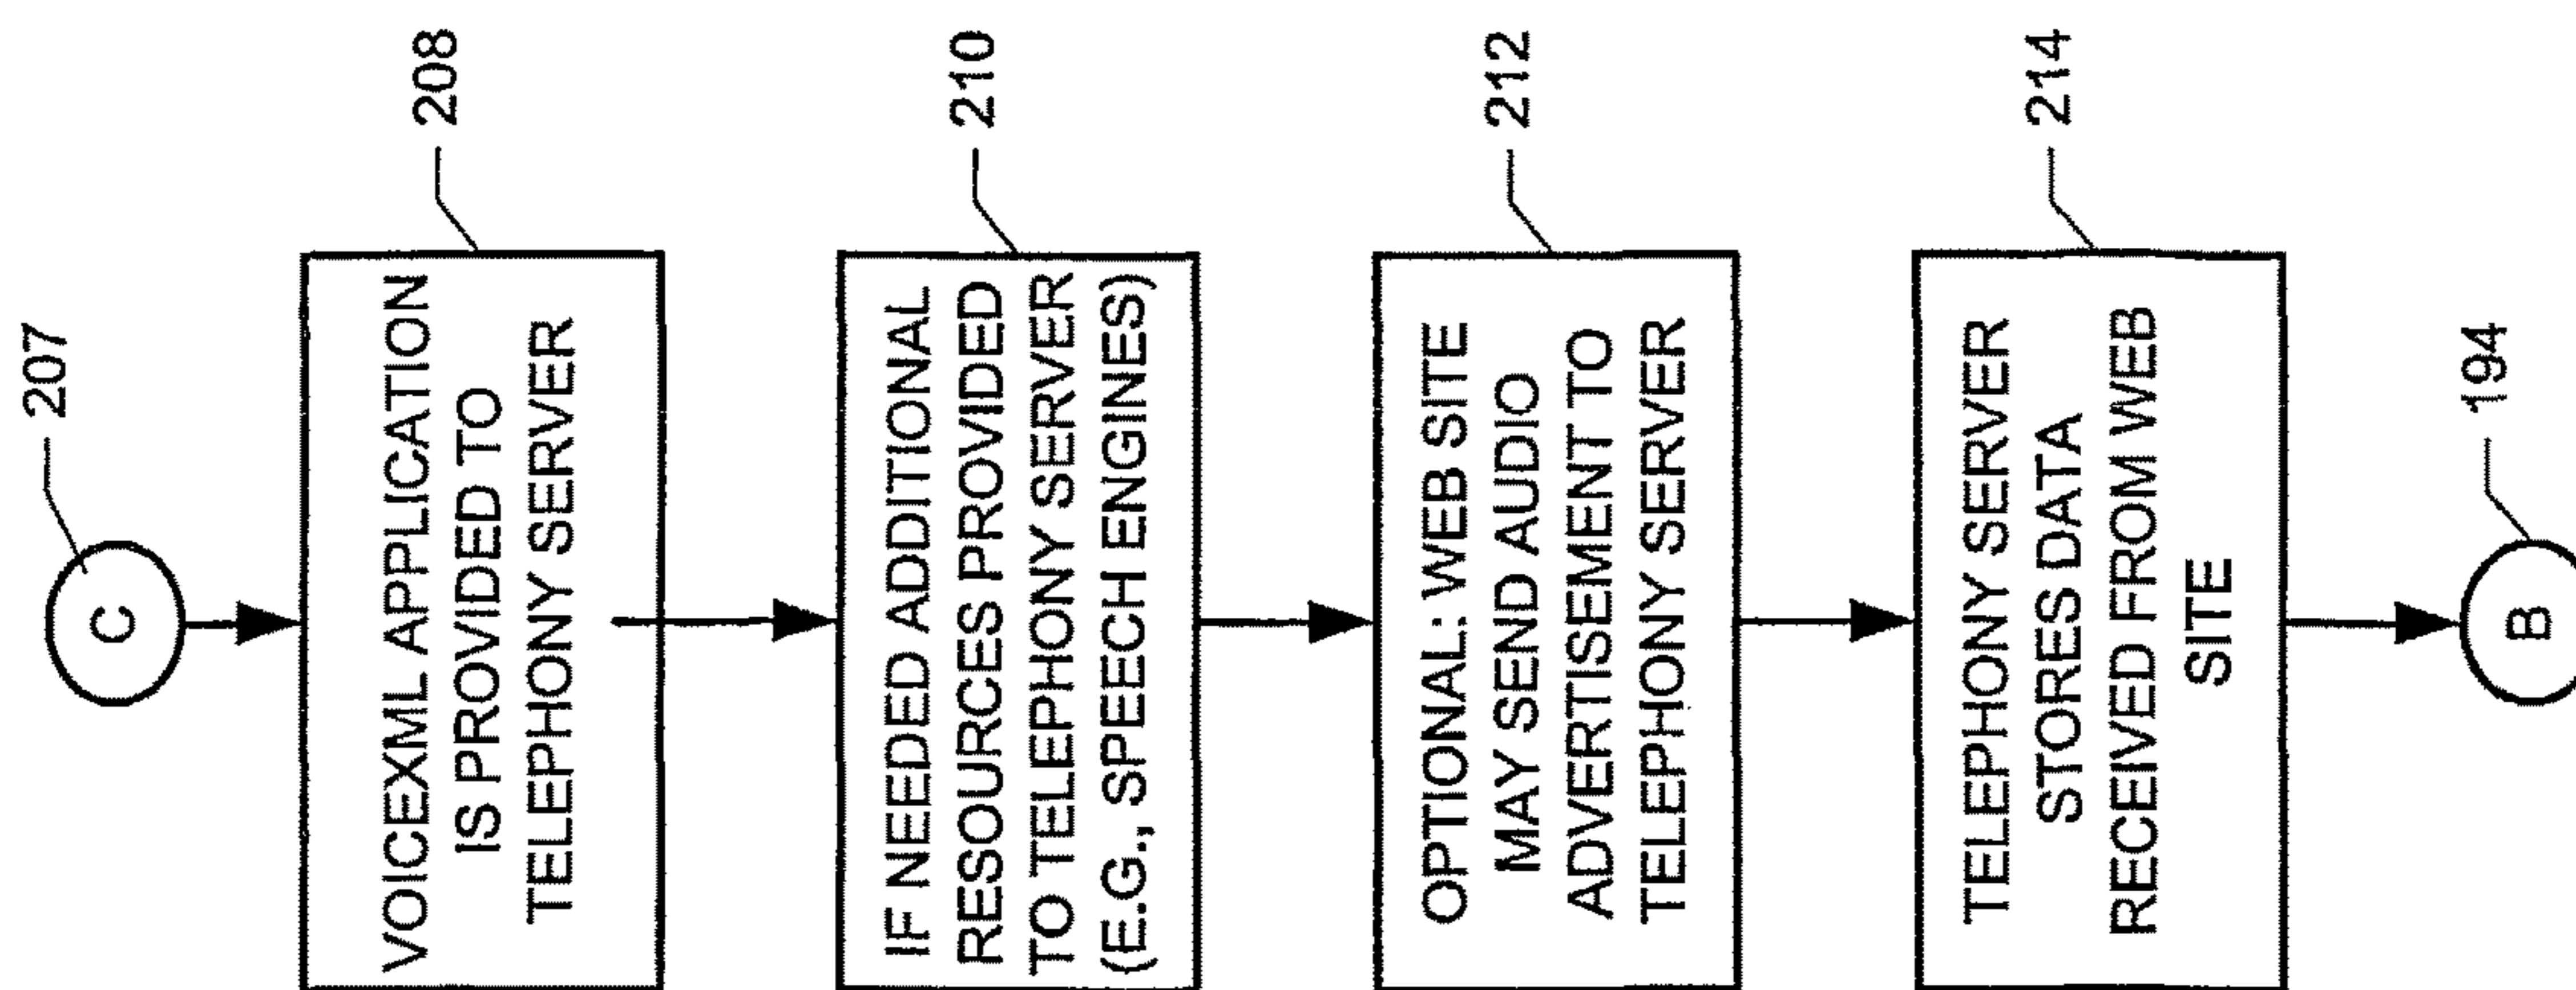 207
C
VOICEXML APPLICATION
IS PROVIDED TO
TELEPHONY SERVER
208
IF NEEDED ADDITIONAL
RESOURCES PROVIDED
TO TELEPHONY SERVER
(E.G., SPEECH ENGINES)
210
OPTIONAL: WEB SITE
MAY SEND AUDIO
ADVERTISEMENT TO
TELEPHONY SERVER
212
TELEPHONY SERVER
STORES DATA
RECEIVED FROM WEB
SITE
214
194
B